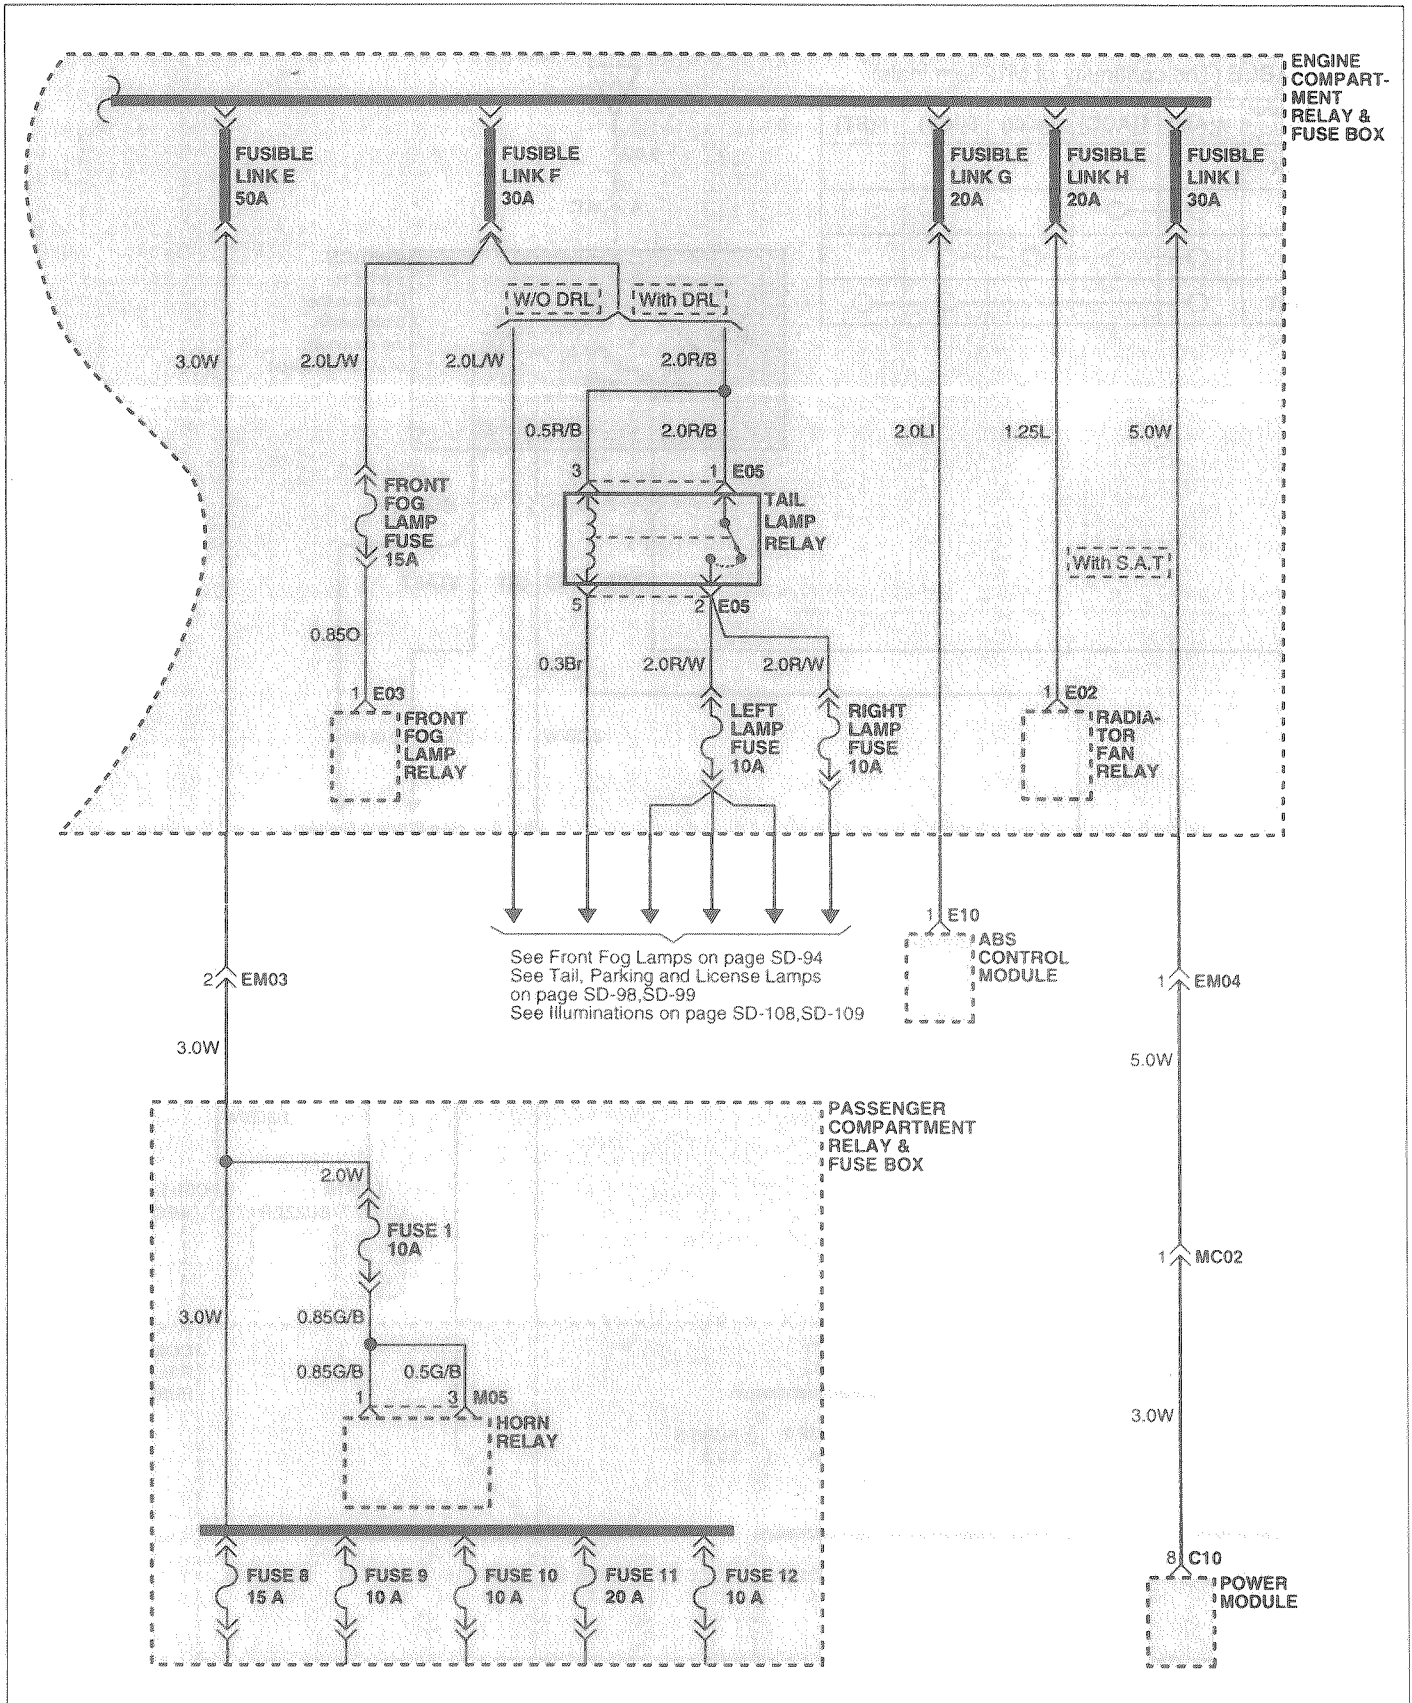 ENGINE
COMPART-
MENT
RELAY &
FUSE BOX
FUSIBLE
LINK E
50A
FUSIBLE
LINK F
30A
FUSIBLE
LINK G
20A
FUSIBLE
LINK H
20A
FUSIBLE
LINK I
30A
W/O DRL
With DRL
3.0W
2.0L/W
2.0L/W
2.0R/B
0.5R/B
2.0R/B
2.0LI
1.25L
5.0W
3
1
E05
FRONT
FOG
LAMP
FUSE
15A
TAIL
LAMP
RELAY
With S.A.T
5
2
E05
0.85O
0.3Br
2.0R/W
2.0R/W
1 E03
FRONT
FOG
LAMP
RELAY
LEFT
LAMP
FUSE
10A
RIGHT
LAMP
FUSE
10A
1 E02
RADIA-
TOR
FAN
RELAY
1 E10
ABS
CONTROL
MODULE
See Front Fog Lamps on page SD-94
See Tail, Parking and License Lamps
on page SD-98,SD-99
See Illuminations on page SD-108,SD-109
2 EM03
1 EM04
3.0W
5.0W
PASSENGER
COMPARTMENT
RELAY &
FUSE BOX
2.0W
FUSE 1
10A
1 MC02
3.0W
0.85G/B
0.85G/B
0.5G/B
1
3 M05
HORN
RELAY
3.0W
FUSE 8
15 A
FUSE 9
10 A
FUSE 10
10 A
FUSE 11
20 A
FUSE 12
10 A
8 C10
POWER
MODULE